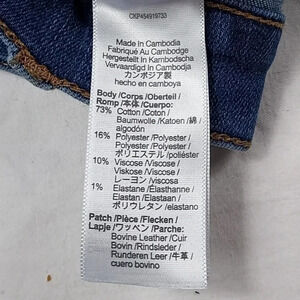 CKP454919733
Made In Cambodia
Fabriqué Au Cambodge
Hergestellt In Kambodscha
Vervaardigd In Cambodja
カンボジア製
hecho en camboya
Body /Corps /Oberteil /
Romp /本体 /Cuerpo:
73% Cotton /Coton /
Baumwolle /Katoen /綿 /
algodón
16% Polyester /Polyester /
Polyester /Polyester /
ポリエステル /poliéster
10% Viscose /Viscose /
Viskose /Viscose /
レーヨン /viscosa
1% Elastane /Élasthanne /
Elastan /Elastaan /
ポリウレタン /elastano
Patch /Pièce /Flecken /
Lapje /ワッペン /Parche:
Bovine Leather /Cuir
Bovin /Rindsleder /
Runderen Leer /牛革 /
cuero bovino